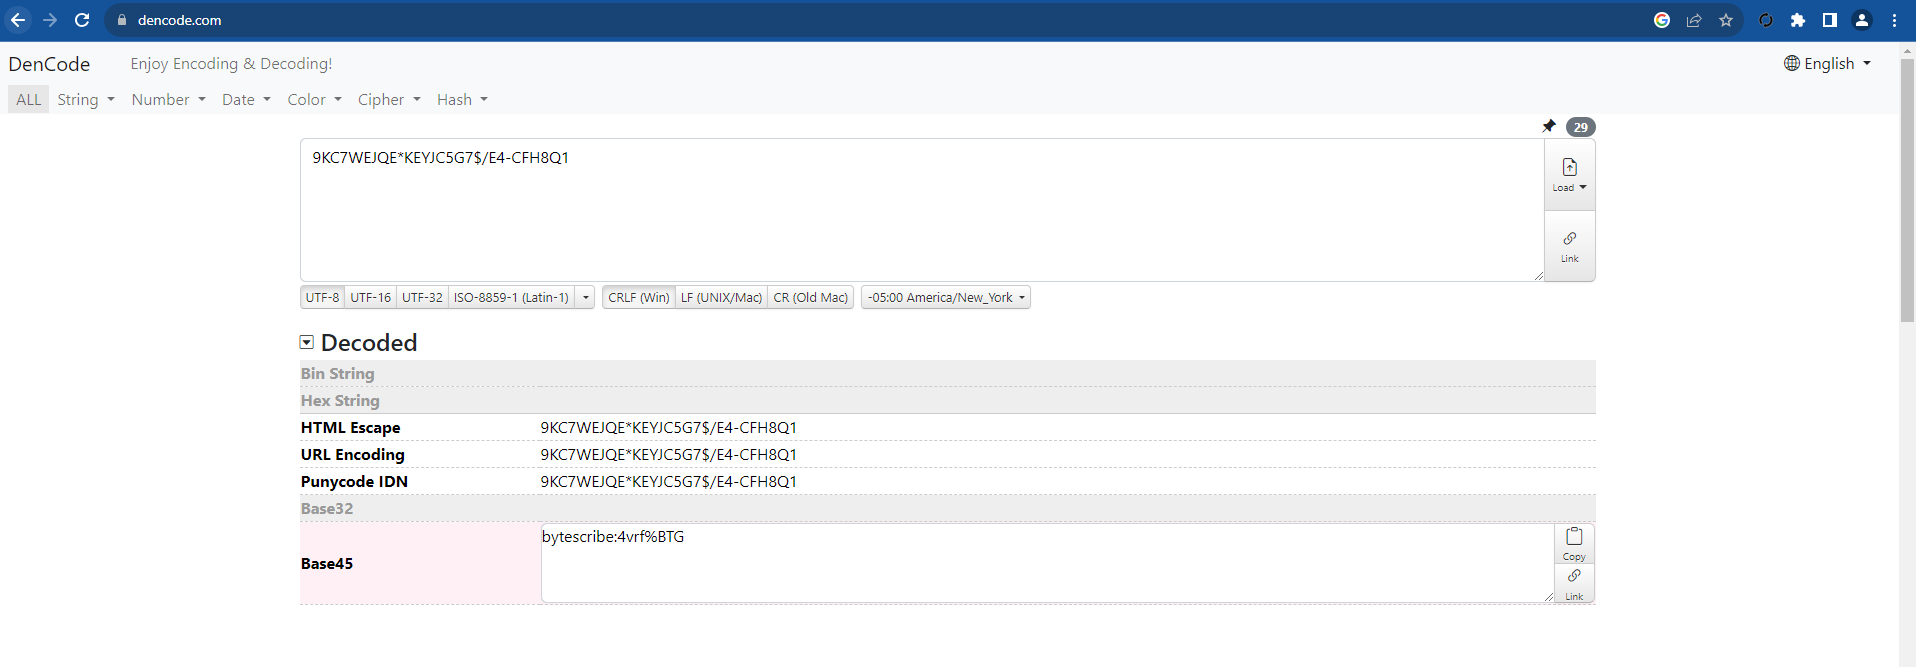 dencode.com
DenCode Enjoy Encoding & Decoding! English
ALL String Number Date Color Cipher Hash
29
9KC7WEJQE*KEYJC5G7$/E4-CFH8Q1
Load
Link
UTF-8 UTF-16 UTF-32 ISO-8859-1 (Latin-1) CRLF (Win) LF (UNIX/Mac) CR (Old Mac) -05:00 America/New_York
Decoded
Bin String
Hex String
HTML Escape 9KC7WEJQE*KEYJC5G7$/E4-CFH8Q1
URL Encoding 9KC7WEJQE*KEYJC5G7$/E4-CFH8Q1
Punycode IDN 9KC7WEJQE*KEYJC5G7$/E4-CFH8Q1
Base32
Base45 bytescribe:4vrf%BTG
Copy
Link